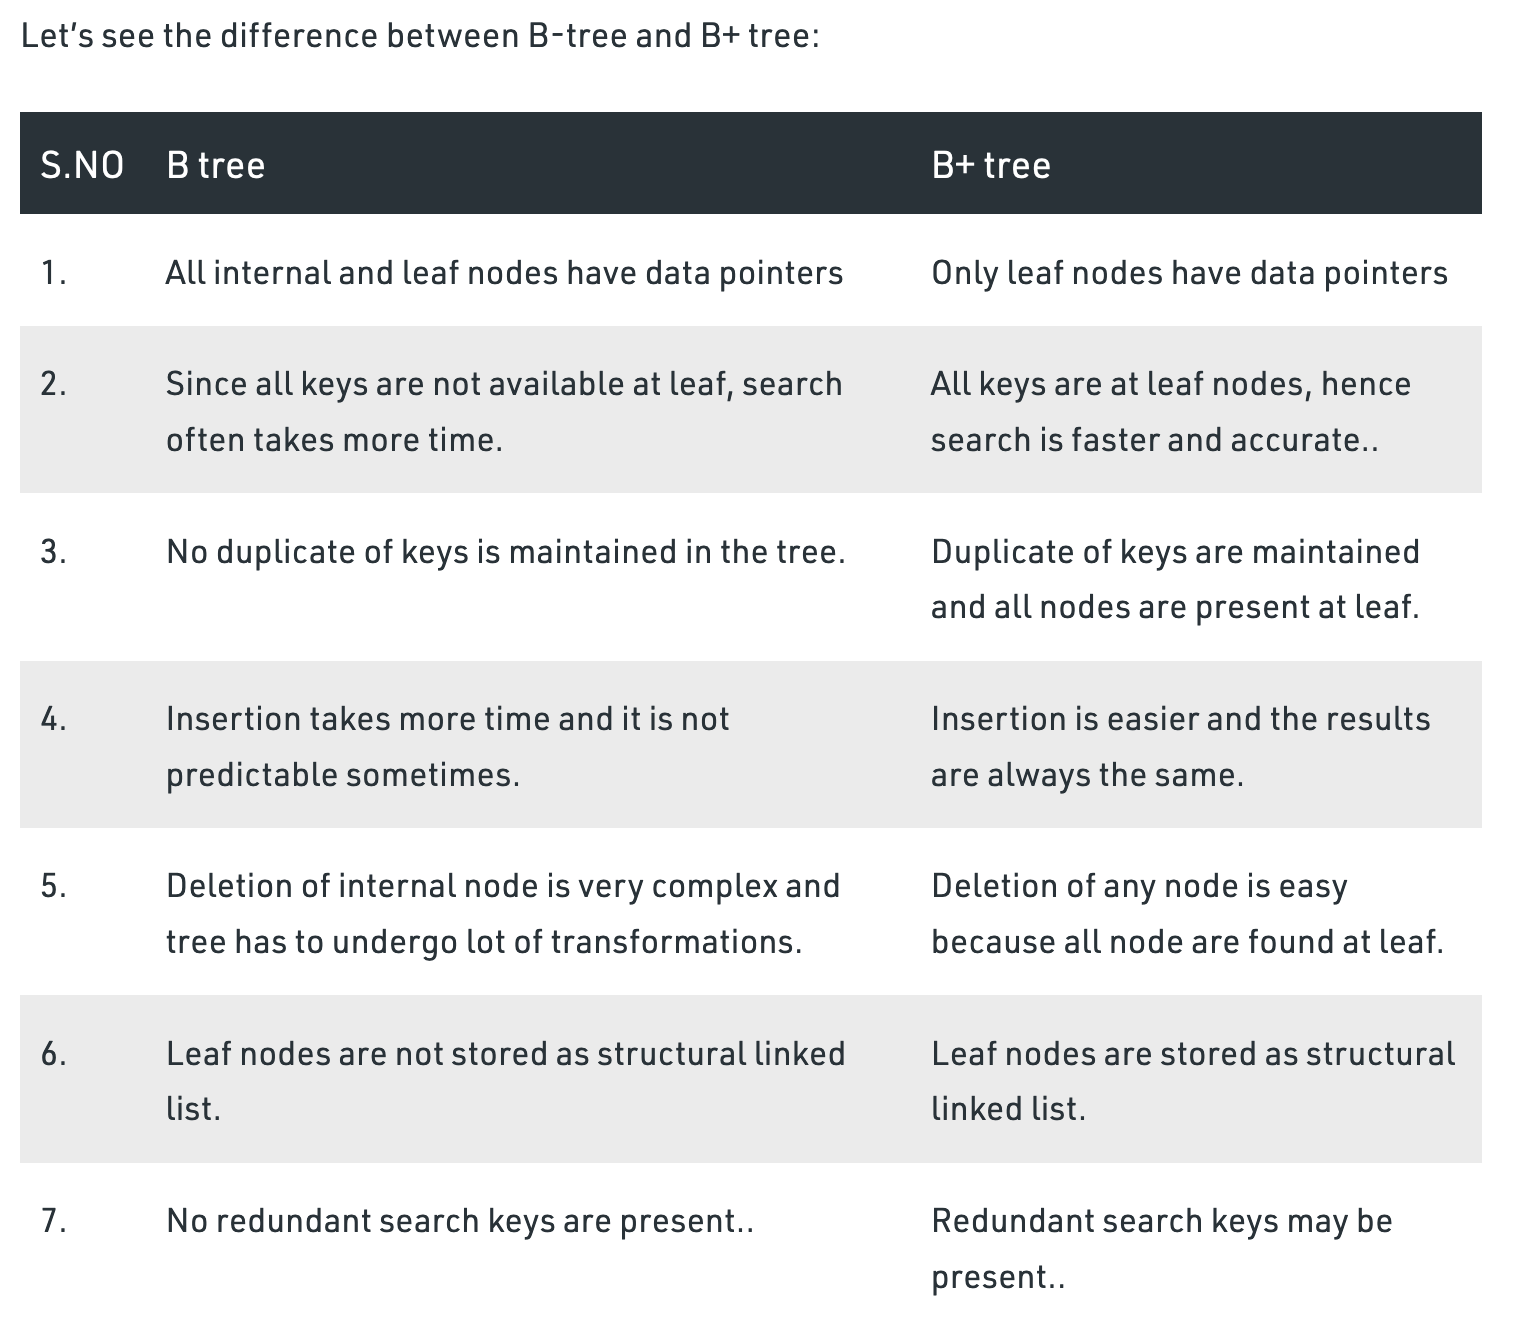 Let's see the difference between B-tree and B+ tree:
S.NO B tree B+ tree
1. All internal and leaf nodes have data pointers Only leaf nodes have data pointers
2. Since all keys are not available at leaf, search All keys are at leaf nodes, hence
often takes more time. search is faster and accurate..
3. No duplicate of keys is maintained in the tree. Duplicate of keys are maintained
and all nodes are present at leaf.
4. Insertion takes more time and it is not Insertion is easier and the results
predictable sometimes. are always the same.
5. Deletion of internal node is very complex and Deletion of any node is easy
tree has to undergo lot of transformations. because all node are found at leaf.
6. Leaf nodes are not stored as structural linked Leaf nodes are stored as structural
list. linked list.
7. No redundant search keys are present.. Redundant search keys may be
present..